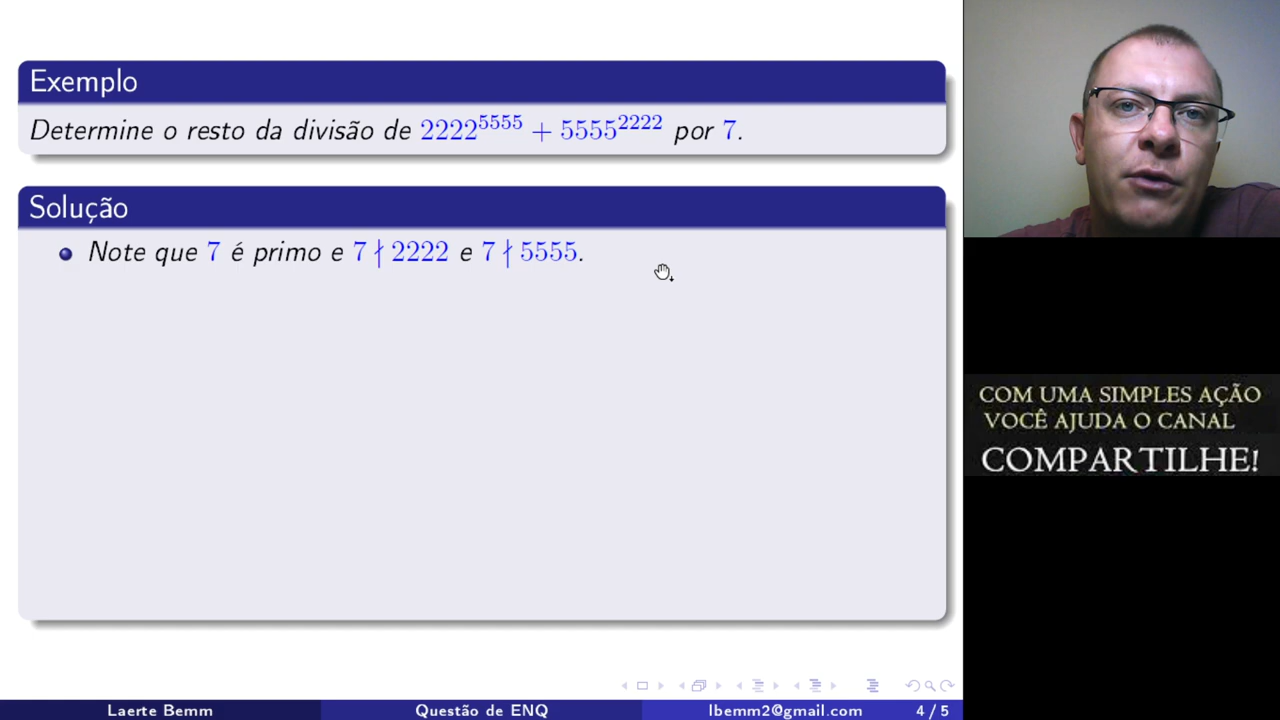 Exemplo
Determine o resto da divisão de 2222^5555 + 5555^2222 por 7.
Solução
Note que 7 é primo e 7 ∤ 2222 e 7 ∤ 5555.
COM UMA SIMPLES AÇÃO
VOCÊ AJUDA O CANAL
COMPARTILHE!
Laerte Bemm Questão de ENQ lbemm2@gmail.com 4 / 5